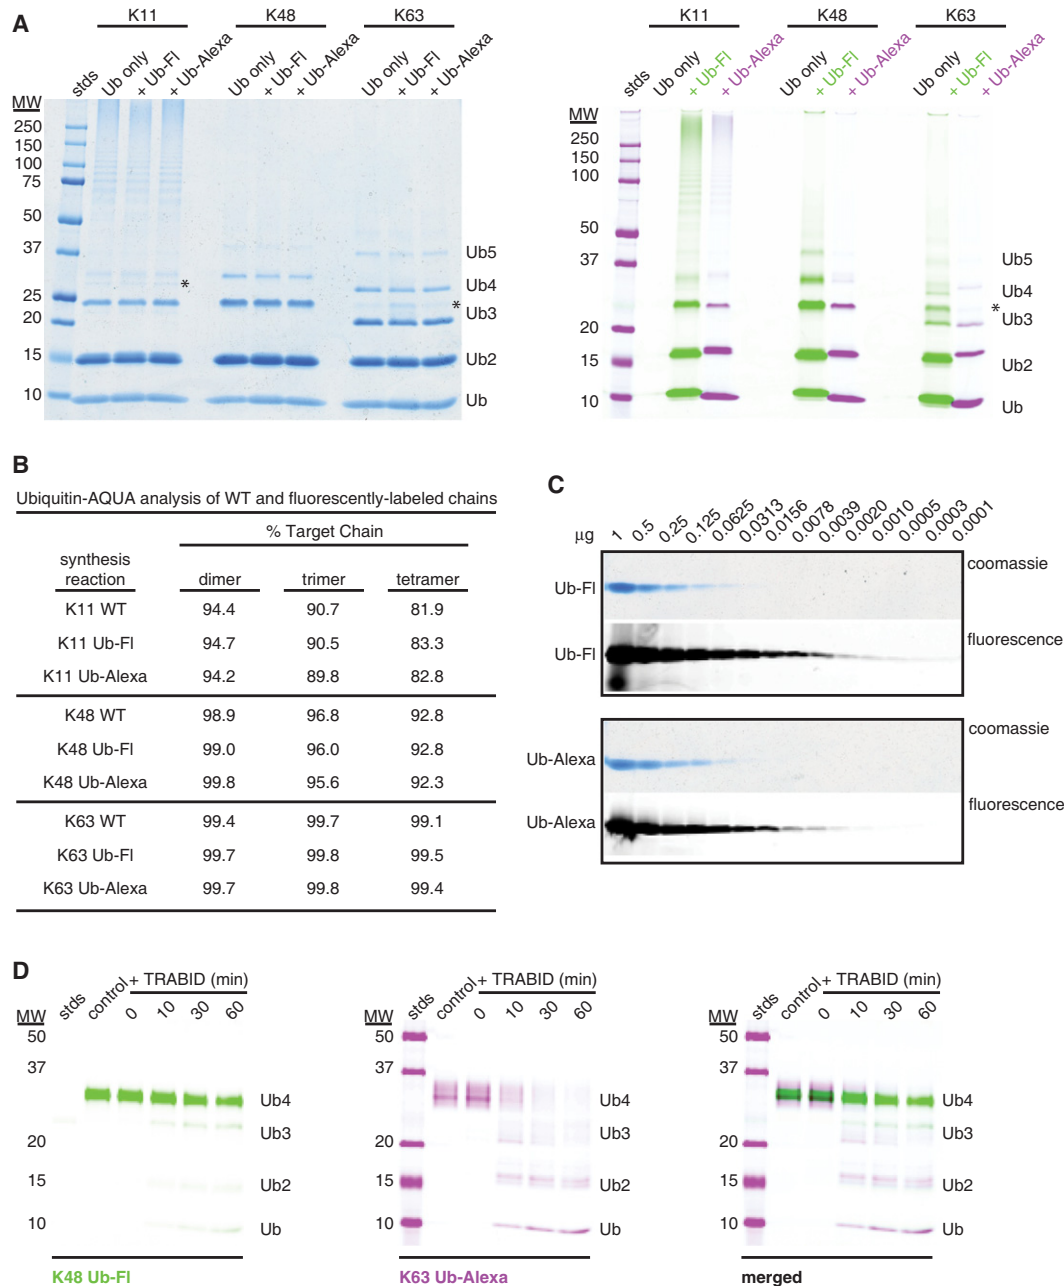 A
K11 K48 K63
MW stds Ub only + Ub-Fl + Ub-Alexa Ub only + Ub-Fl + Ub-Alexa Ub only + Ub-Fl + Ub-Alexa
250
150
100
75
50
37
25
20
15
10
Ub5
Ub4
*
*
Ub3
Ub2
Ub
K11 K48 K63
MW stds Ub only + Ub-Fl + Ub-Alexa Ub only + Ub-Fl + Ub-Alexa Ub only + Ub-Fl + Ub-Alexa
250
150
100
50
37
20
15
10
Ub5
Ub4
*
Ub3
Ub2
Ub
B
Ubiquitin-AQUA analysis of WT and fluorescently-labeled chains
% Target Chain
synthesis
reaction dimer trimer tetramer
K11 WT 94.4 90.7 81.9
K11 Ub-Fl 94.7 90.5 83.3
K11 Ub-Alexa 94.2 89.8 82.8
K48 WT 98.9 96.8 92.8
K48 Ub-Fl 99.0 96.0 92.8
K48 Ub-Alexa 99.8 95.6 92.3
K63 WT 99.4 99.7 99.1
K63 Ub-Fl 99.7 99.8 99.5
K63 Ub-Alexa 99.7 99.8 99.4
C
µg 1 0.5 0.25 0.125 0.0625 0.0313 0.0156 0.0078 0.0039 0.0020 0.0010 0.0005 0.0003 0.0001
Ub-Fl coomassie
Ub-Fl fluorescence
Ub-Alexa coomassie
Ub-Alexa fluorescence
D
MW stds control + TRABID (min)
0 10 30 60
50
37
20
15
10
Ub4
Ub3
Ub2
Ub
K48 Ub-Fl
MW stds control + TRABID (min)
0 10 30 60
50
37
20
15
10
Ub4
Ub3
Ub2
Ub
K63 Ub-Alexa
MW stds control + TRABID (min)
0 10 30 60
50
37
20
15
10
Ub4
Ub3
Ub2
Ub
merged